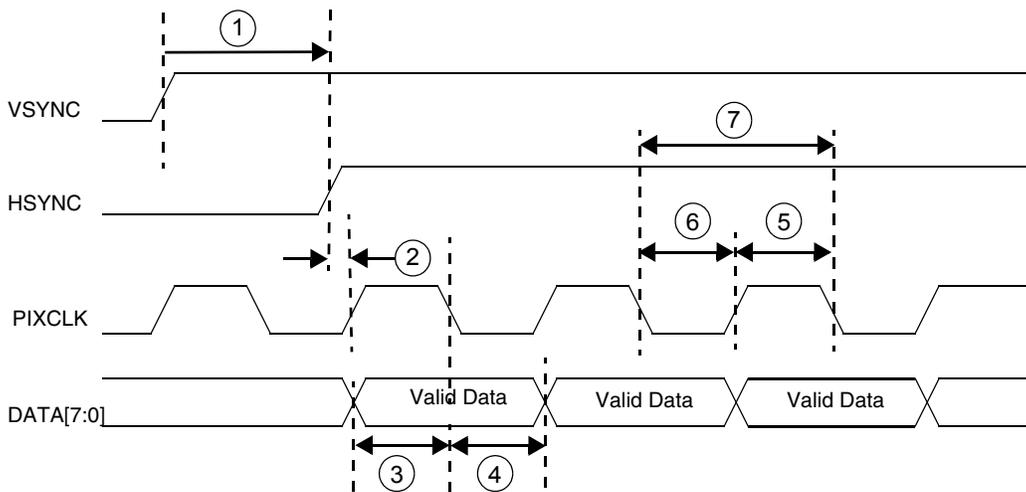 1
VSYNC
7
HSYNC
6
5
2
PIXCLK
Valid Data
Valid Data
Valid Data
DATA[7:0]
3
4